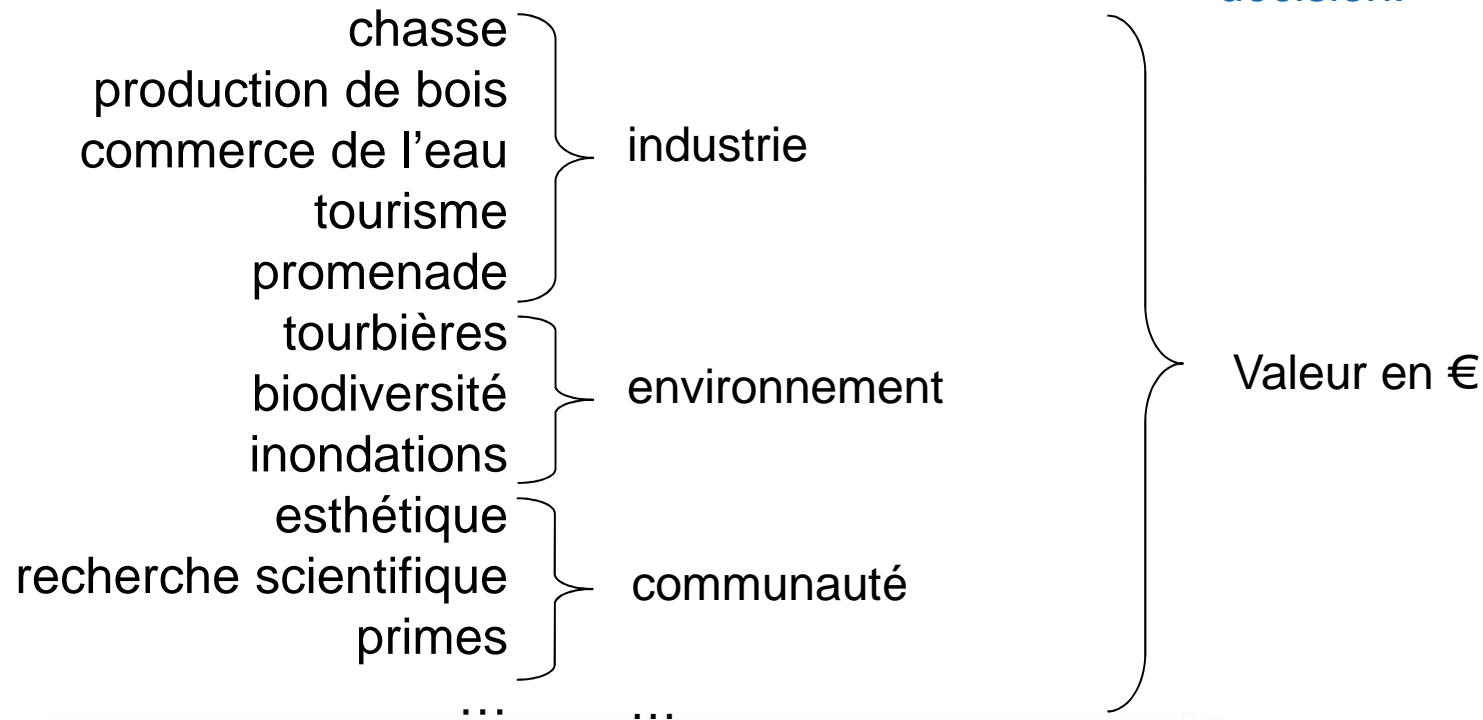 chasse
production de bois
commerce de l’eau
tourisme
promenade
industrie
tourbières
biodiversité
inondations
environnement
esthétique
recherche scientifique
primes
communauté
…
…
Valeur en €